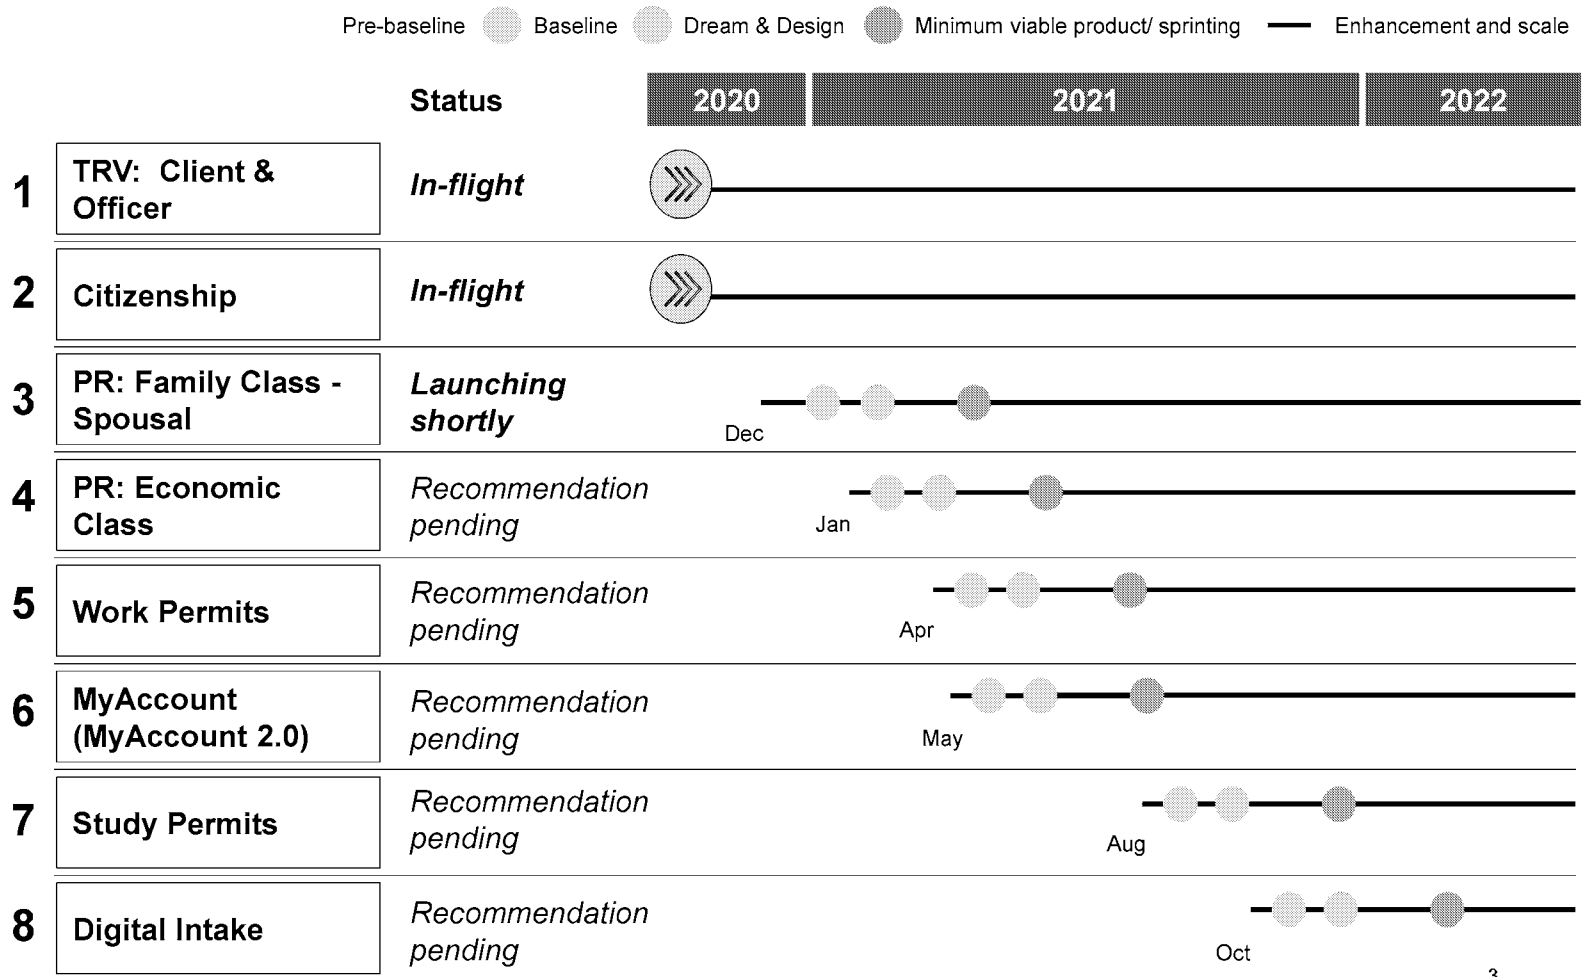 Pre-baseline Baseline Dream & Design Minimum viable product/ sprinting Enhancement and scale
Status 2020 2021 2022
1 TRV: Client &
Officer
In-flight
2 Citizenship In-flight
3 PR: Family Class -
Spousal
Launching
shortly
Dec
4 PR: Economic
Class
Recommendation
pending
Jan
5 Work Permits
Recommendation
pending
Apr
6 MyAccount
(MyAccount 2.0)
Recommendation
pending
May
7 Study Permits
Recommendation
pending
Aug
8 Digital Intake
Recommendation
pending
Oct
3